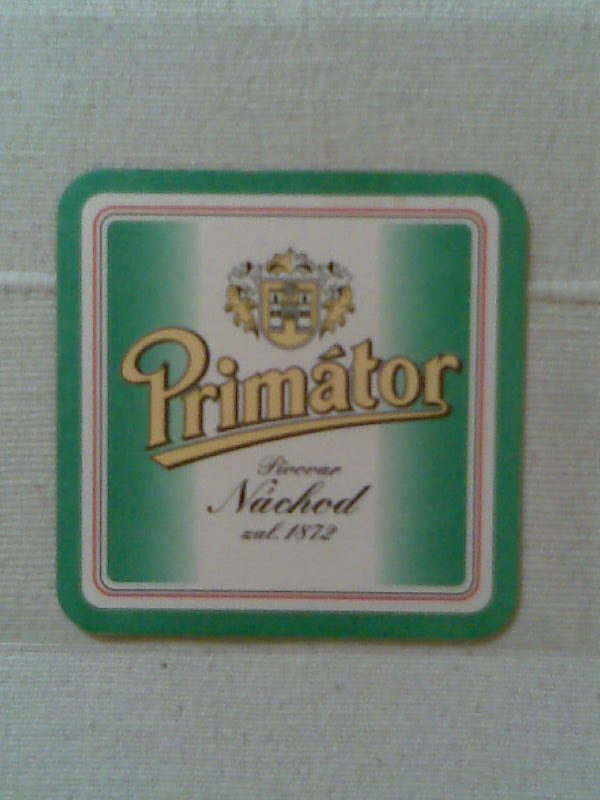 Primátor
Pivovar
Náchod
zal. 1872